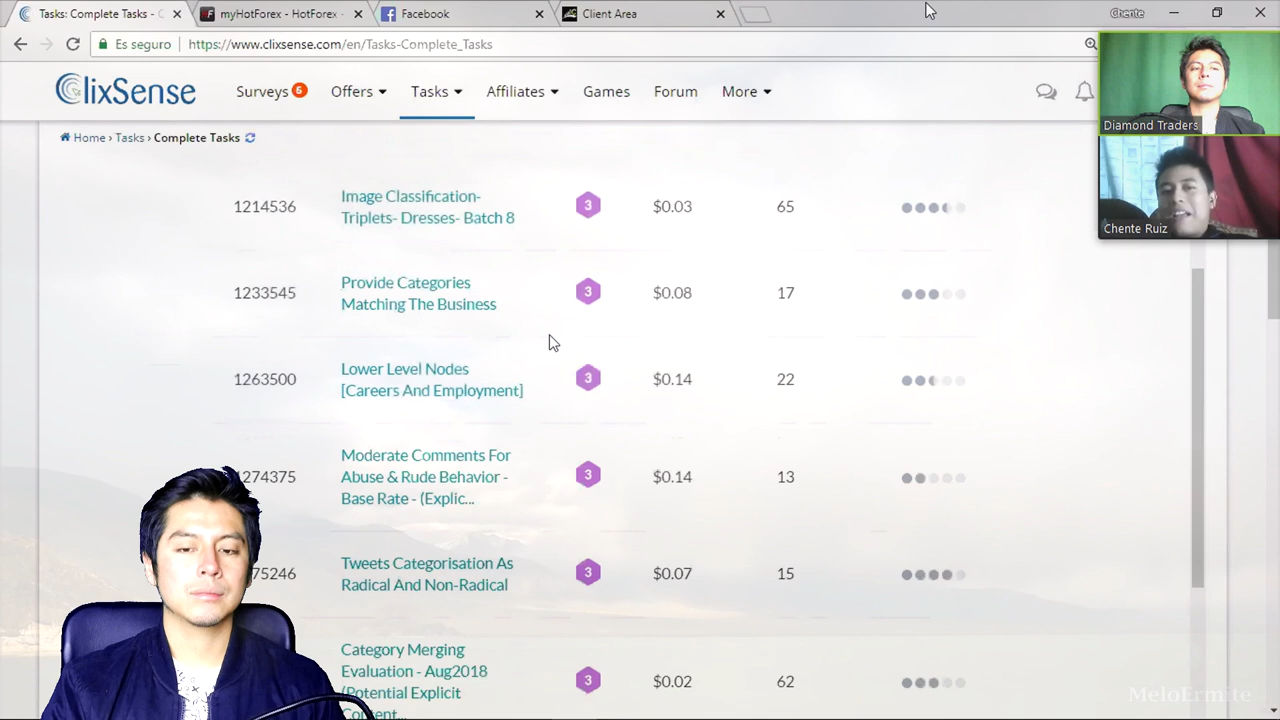 Tasks: Complete Tasks - C
myHotForex - HotForex -
Facebook
Client Area
Chente
Es seguro
https://www.clixsense.com/en/Tasks-Complete_Tasks
ClixSense
Surveys 6
Offers
Tasks
Affiliates
Games
Forum
More
Diamond Traders
Chente Ruiz
Home › Tasks › Complete Tasks
1214536
Image Classification-
Triplets- Dresses- Batch 8
3
$0.03
65
1233545
Provide Categories
Matching The Business
3
$0.08
17
1263500
Lower Level Nodes
[Careers And Employment]
3
$0.14
22
274375
Moderate Comments For
Abuse & Rude Behavior -
Base Rate - (Explic...
3
$0.14
13
75246
Tweets Categorisation As
Radical And Non-Radical
3
$0.07
15
Category Merging
Evaluation - Aug2018
(Potential Explicit
Content...
3
$0.02
62
MeloErmite